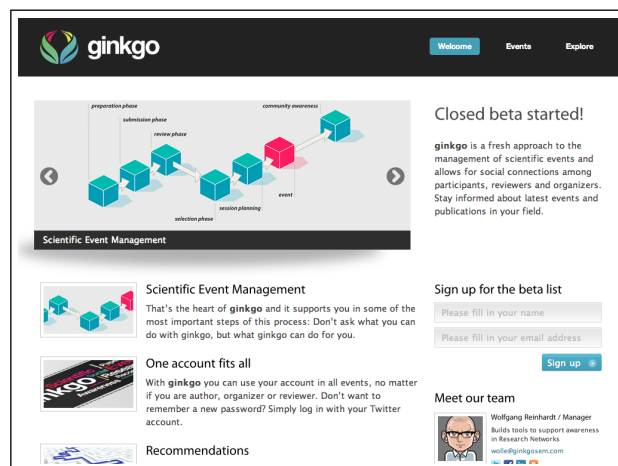 ginkgo
Welcome Events Explore
preparation phase
submission phase
review phase
community awareness
selection phase
session planning
event
Scientific Event Management
Closed beta started!
ginkgo is a fresh approach to the
management of scientific events and
allows for social connections among
participants, reviewers and organizers.
Stay informed about latest events and
publications in your field.
Scientific Event Management
That's the heart of ginkgo and it supports you in some of the
most important steps of this process: Don't ask what you can
do with ginkgo, but what ginkgo can do for you.
One account fits all
With ginkgo you can use your account in all events, no matter
if you are author, organizer or reviewer. Don't want to
remember a new password? Simply log in with your Twitter
account.
Recommendations
Sign up for the beta list
Please fill in your name
Please fill in your email address
Sign up
Meet our team
Wolfgang Reinhardt / Manager
Builds tools to support awareness
in Research Networks
wolle@ginkgosem.com